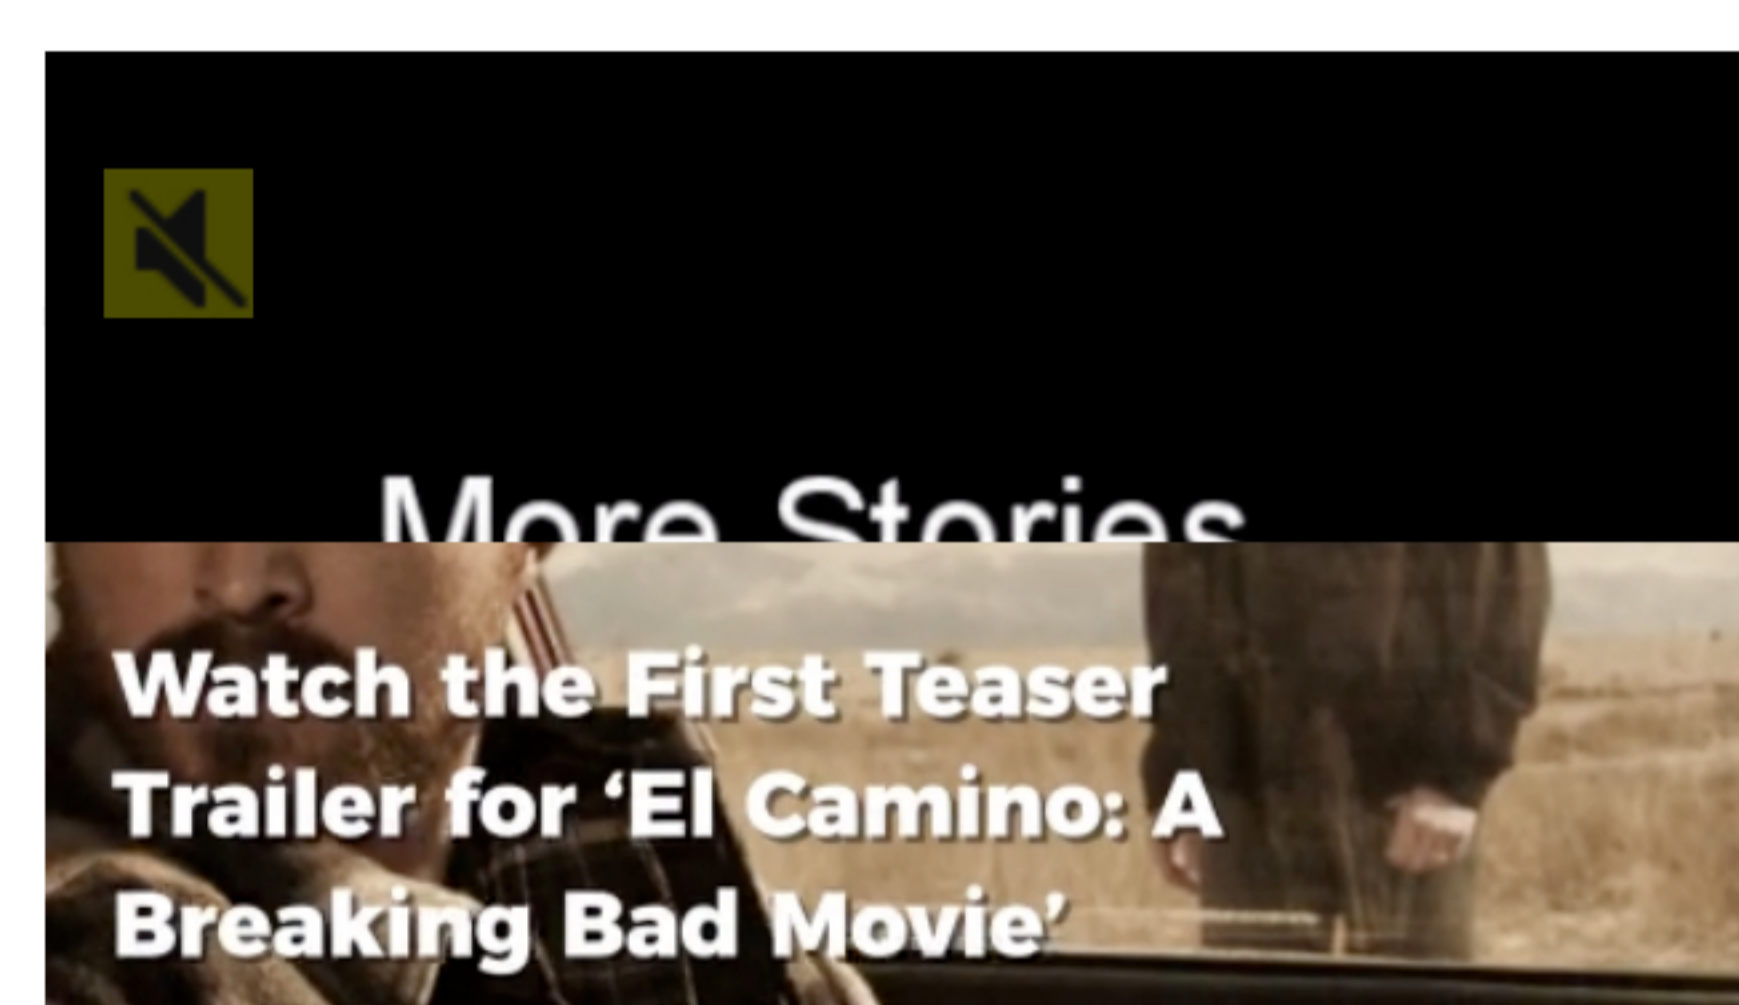 More Stories
Watch the First Teaser
Trailer for ‘El Camino: A
Breaking Bad Movie’